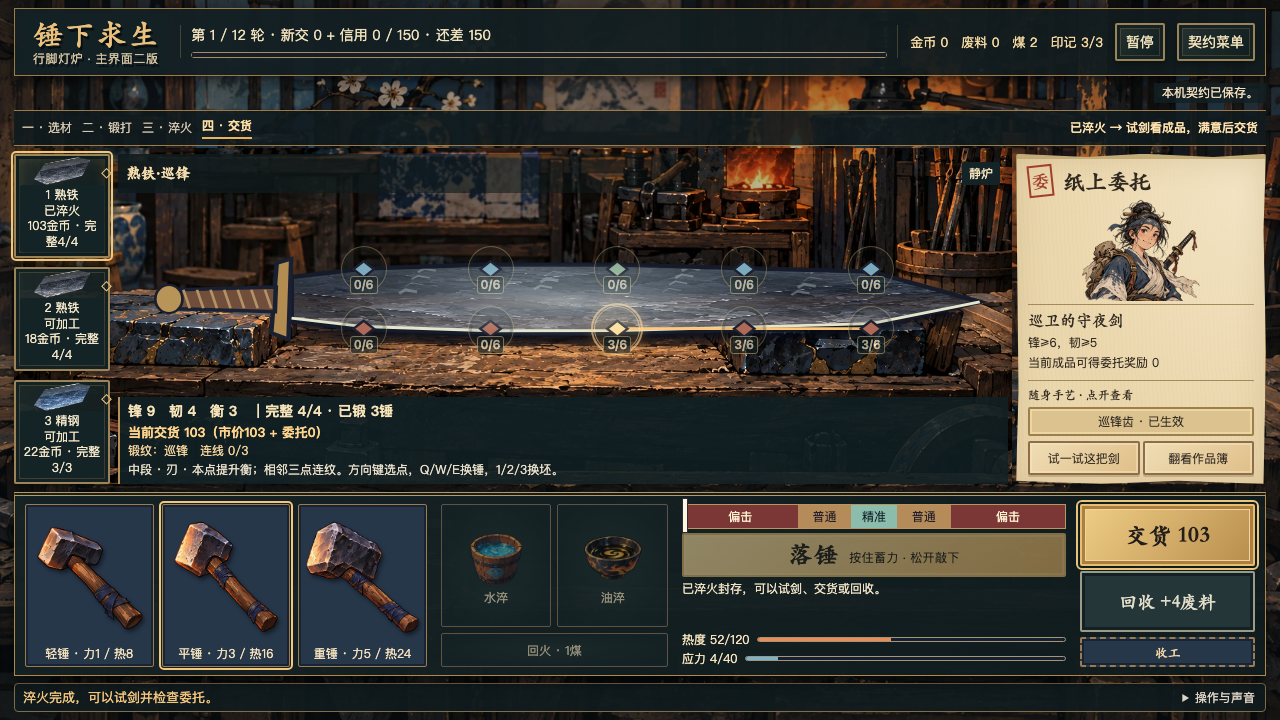 锤下求生
行脚灯炉 · 主界面二版
第 1 / 12 轮 · 新交 0 + 信用 0 / 150 · 还差 150
金币 0 废料 0 煤 2 印记 3/3
暂停
契约菜单
本机契约已保存。
一 · 选材 二 · 锻打 三 · 淬火 四 · 交货
已淬火 → 试剑看成品，满意后交货
1 熟铁
已淬火
103金币 · 完
整4/4
2 熟铁
可加工
18金币 · 完整
4/4
3 精钢
可加工
22金币 · 完整
3/3
熟铁·巡锋
静炉
0/6 0/6 0/6 0/6 0/6
0/6 0/6 3/6 3/6 3/6
锋 9 韧 4 衡 3 ｜完整 4/4 · 已锻 3锤
当前交货 103（市价103 + 委托0）
锻纹：巡锋 连线 0/3
中段 · 刃 · 本点提升衡；相邻三点连纹。方向键选点，Q/W/E换锤，1/2/3换坯。
委
纸上委托
巡卫的守夜剑
锋≥6，韧≥5
当前成品可得委托奖励 0
随身手艺 · 点开查看
巡锋齿 · 已生效
试一试这把剑
翻看作品簿
轻锤 · 力1 / 热8
平锤 · 力3 / 热16
重锤 · 力5 / 热24
水淬
油淬
回火 · 1煤
偏击 普通 精准 普通 偏击
落锤 按住蓄力 · 松开敲下
已淬火封存，可以试剑、交货或回收。
热度 52/120
应力 4/40
交货 103
回收 +4废料
收工
淬火完成，可以试剑并检查委托。
▶ 操作与声音